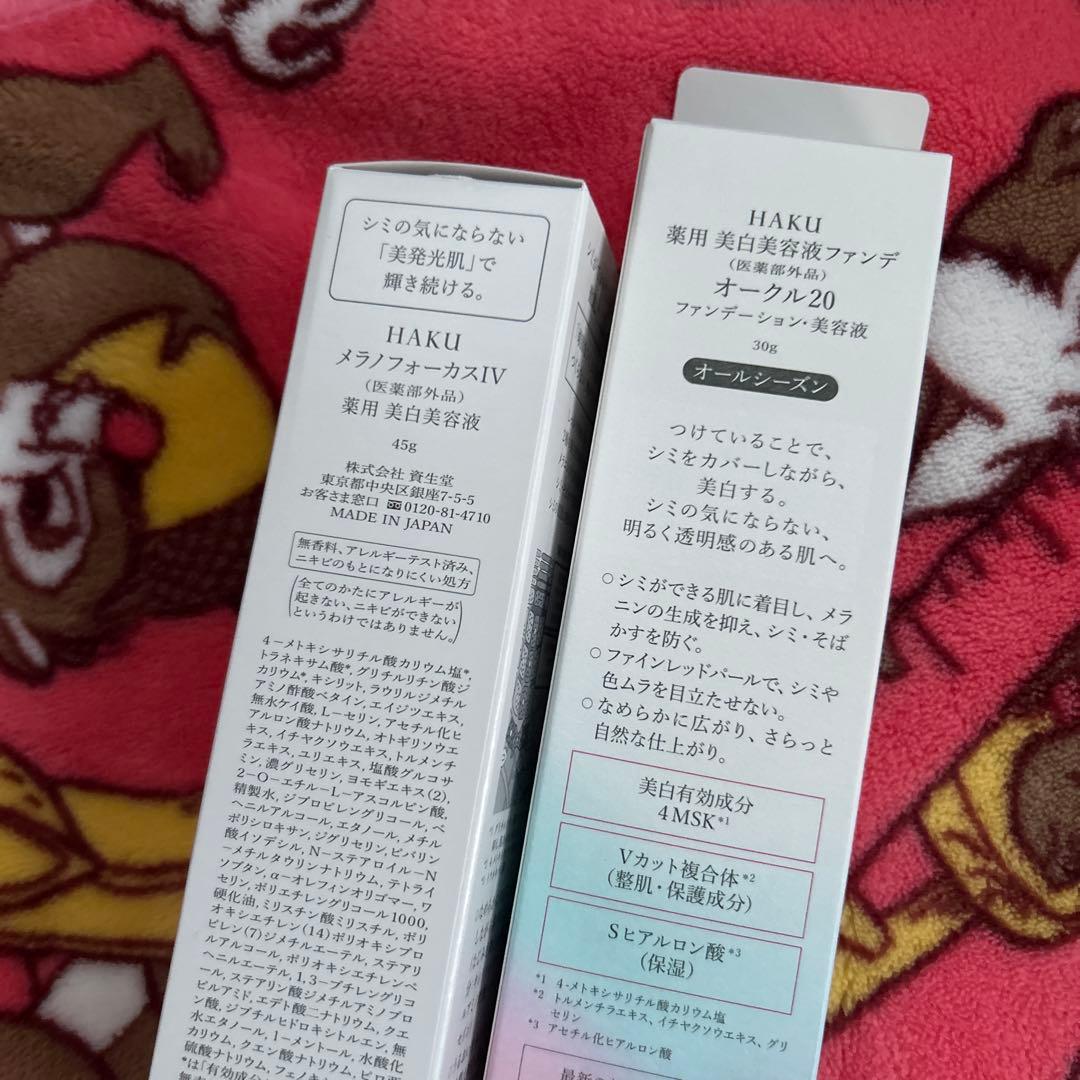 シミの気にならない
「美発光肌」で
輝き続ける。
HAKU
メラノフォーカスIV
（医薬部外品）
薬用 美白美容液
45g
株式会社 資生堂
東京都中央区銀座7-5-5
お客さま窓口 0120-81-4710
MADE IN JAPAN
無香料、アレルギーテスト済み、
ニキビのもとになりにくい処方
全てのかたにアレルギーが
起きない、ニキビができない
というわけではありません。
4－メトキシサリチル酸カリウム塩*,
トラネキサム酸*, グリチルリチン酸ジ
カリウム*, キシリット, ラウリルジメチル
アミノ酢酸ベタイン, エイジツエキス,
無水ケイ酸, L－セリン, アセチル化ヒ
アルロン酸ナトリウム, オトギリソウエ
キス, イチヤクソウエキス, トルメンチ
ラエキス, ユリエキス, 塩酸グルコサ
ミン, 濃グリセリン, ヨモギエキス(2),
2－O－エチル－L－アスコルビン酸,
精製水, ジプロピレングリコール, ベ
ヘニルアルコール, エタノール, メチル
ポリシロキサン, ジグリセリン, ピバリン
酸イソデシル, N－ステアロイル－N
－メチルタウリンナトリウム, テトライ
ソブタン, α－オレフィンオリゴマー, ワ
セリン, ポリエチレングリコール1000,
硬化油, ミリスチン酸ミリスチル, ポリ
オキシエチレン(14)ポリオキシプロ
ピレン(7)ジメチルエーテル, ステアリ
ルアルコール, ポリオキシエチレンベ
ヘニルエーテル, 1,3－ブチレングリコ
ール, ステアリン酸ジメチルアミノプロ
ピルアミド, エデト酸二ナトリウム, クエ
ン酸, ジブチルヒドロキシトルエン, 無
水エタノール, l－メントール, 水酸化
カリウム, クエン酸ナトリウム, ピロ亜
硫酸ナトリウム, フェノキ
*は「有効成分」
HAKU
薬用 美白美容液ファンデ
（医薬部外品）
オークル20
ファンデーション・美容液
30g
オールシーズン
つけていることで、
シミをカバーしながら、
美白する。
シミの気にならない、
明るく透明感のある肌へ。
○シミができる肌に着目し、メラ
ニンの生成を抑え、シミ・そば
かすを防ぐ。
○ファインレッドパールで、シミや
色ムラを目立たせない。
○なめらかに広がり、さらっと
自然な仕上がり。
美白有効成分
4MSK*1
Vカット複合体*2
（整肌・保護成分）
Sヒアルロン酸*3
（保湿）
*1 4-メトキシサリチル酸カリウム塩
*2 トルメンチラエキス、イチヤクソウエキス、グリ
セリン
*3 アセチル化ヒアルロン酸